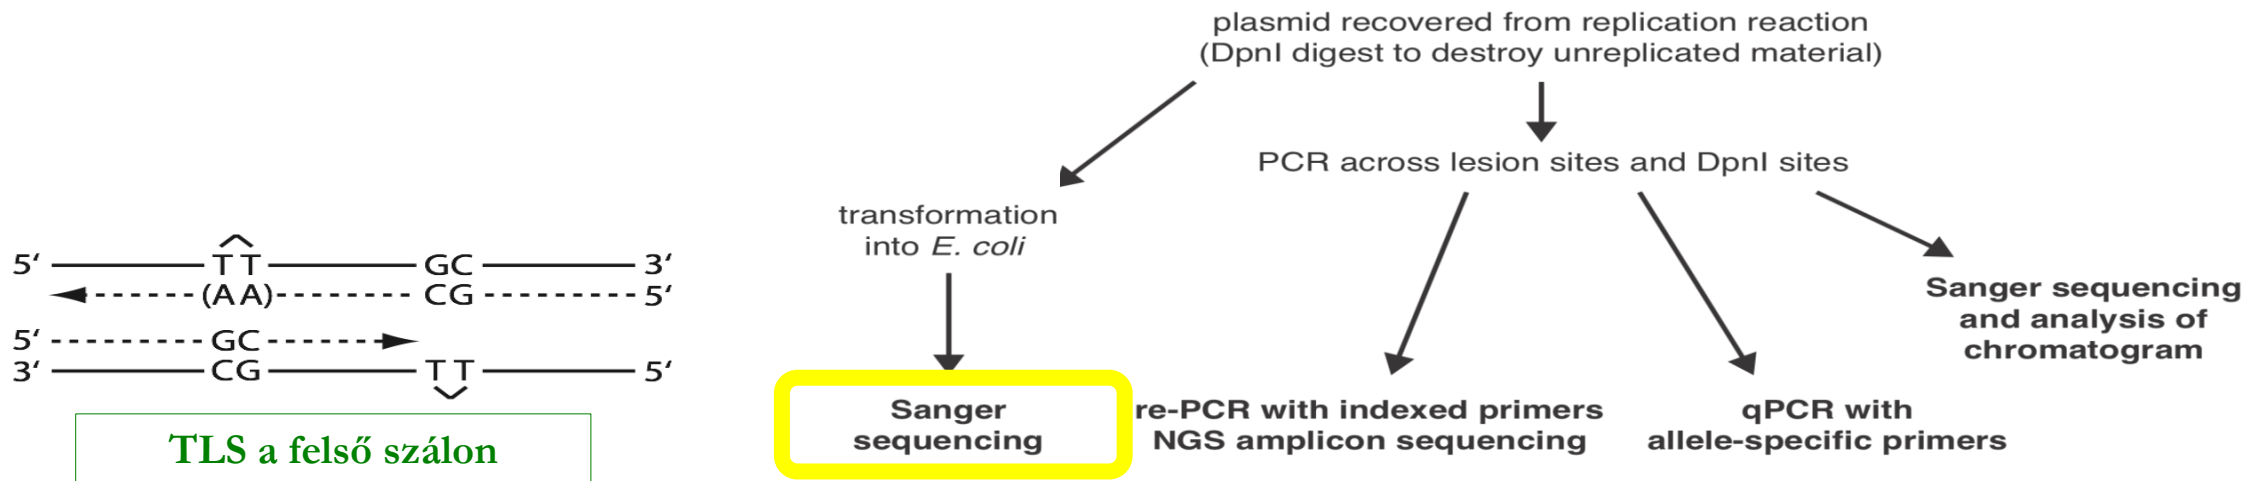 plasmid recovered from replication reaction
(DpnI digest to destroy unreplicated material)
PCR across lesion sites and DpnI sites
transformation
into E. coli
5‘ TT GC 3‘
(AA) CG 5‘
5‘ GC
3‘ CG TT 5‘
TLS a felső szálon
Sanger sequencing
and analysis of
chromatogram
Sanger
sequencing
re-PCR with indexed primers
NGS amplicon sequencing
qPCR with
allele-specific primers